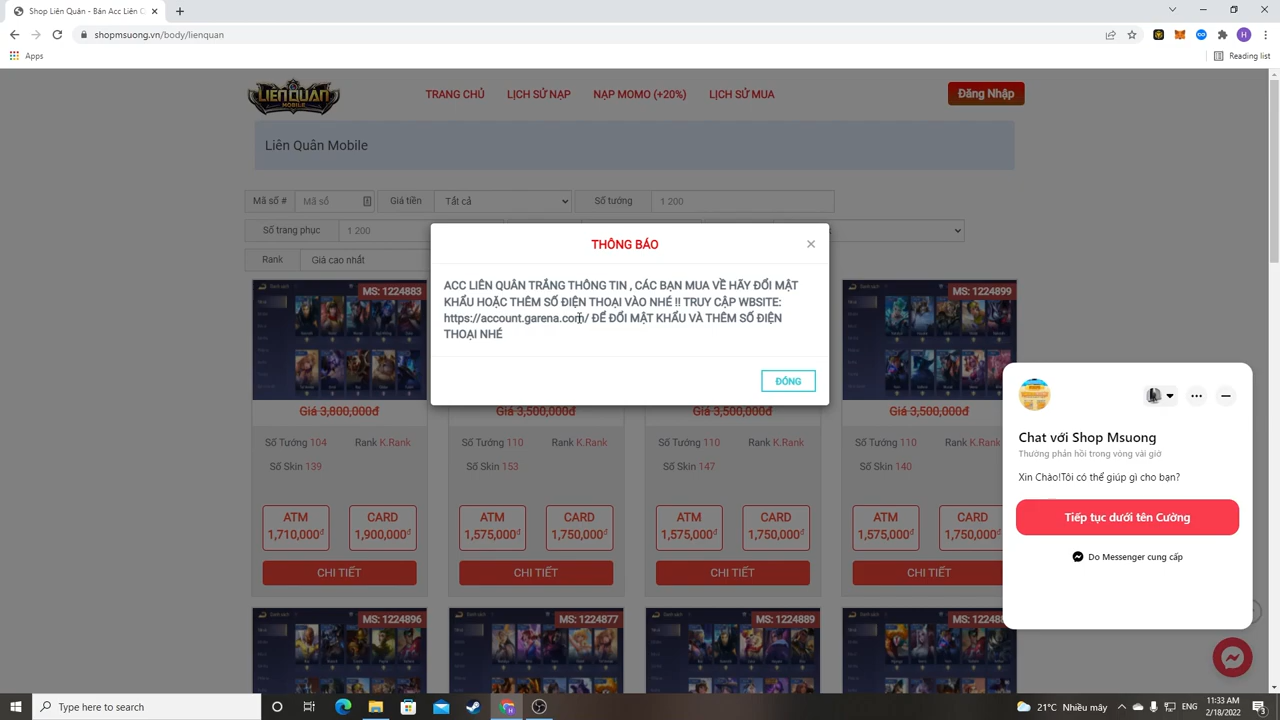 Shop Liên Quân - Bán Acc Liên C
shopmsuong.vn/body/lienquan
Apps
Reading list
LIÊN QUÂN
MOBILE
TRANG CHỦ
LỊCH SỬ NẠP
NẠP MOMO (+20%)
LỊCH SỬ MUA
Đăng Nhập
Liên Quân Mobile
Mã số #
Mã số
Giá tiền
Tất cả
Số tướng
1 200
Số trang phục
1 200
Rank
Giá cao nhất
THÔNG BÁO
×
ACC LIÊN QUÂN TRẮNG THÔNG TIN , CÁC BẠN MUA VỀ HÃY ĐỔI MẬT
KHẨU HOẶC THÊM SỐ ĐIỆN THOẠI VÀO NHÉ !! TRUY CẬP WBSITE:
https://account.garena.com/ ĐỂ ĐỔI MẬT KHẨU VÀ THÊM SỐ ĐIỆN
THOẠI NHÉ
ĐÓNG
MS: 1224883
MS: 1224899
Giá 3,800,000đ
Giá 3,500,000đ
Giá 3,500,000đ
Giá 3,500,000đ
Số Tướng 104 Rank K.Rank
Số Skin 139
Số Tướng 110 Rank K.Rank
Số Skin 153
Số Tướng 110 Rank K.Rank
Số Skin 147
Số Tướng 110 Rank K.Rank
Số Skin 140
ATM
1,710,000đ
CARD
1,900,000đ
ATM
1,575,000đ
CARD
1,750,000đ
ATM
1,575,000đ
CARD
1,750,000đ
ATM
1,575,000đ
CARD
1,750,000
CHI TIẾT
CHI TIẾT
CHI TIẾT
CHI TIẾT
MS: 1224896
MS: 1224877
MS: 1224889
MS: 12248
Chat với Shop Msuong
Thường phản hồi trong vòng vài giờ
Xin Chào!Tôi có thể giúp gì cho bạn?
Tiếp tục dưới tên Cường
Do Messenger cung cấp
Type here to search
21°C Nhiều mây
11:33 AM
2/18/2022
3